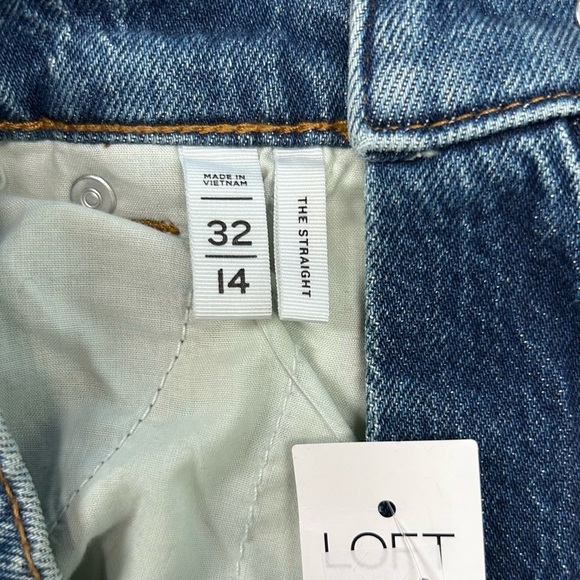 MADE IN
VIETNAM
32
14
THE STRAIGHT
LOFT